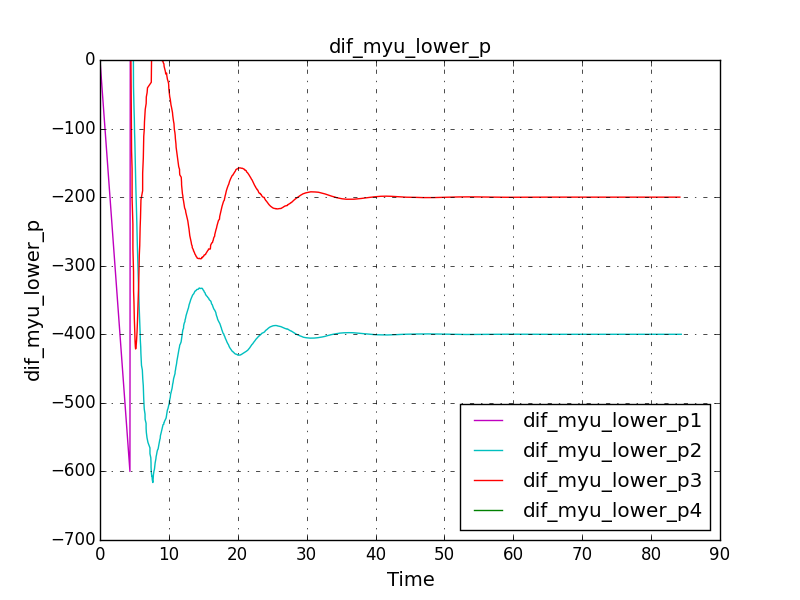 dif_myu_lower_p
0
−100
−200
−300
−400
−500
−600
−700
dif_myu_lower_p
0 10 20 30 40 50 60 70 80 90
Time
dif_myu_lower_p1
dif_myu_lower_p2
dif_myu_lower_p3
dif_myu_lower_p4